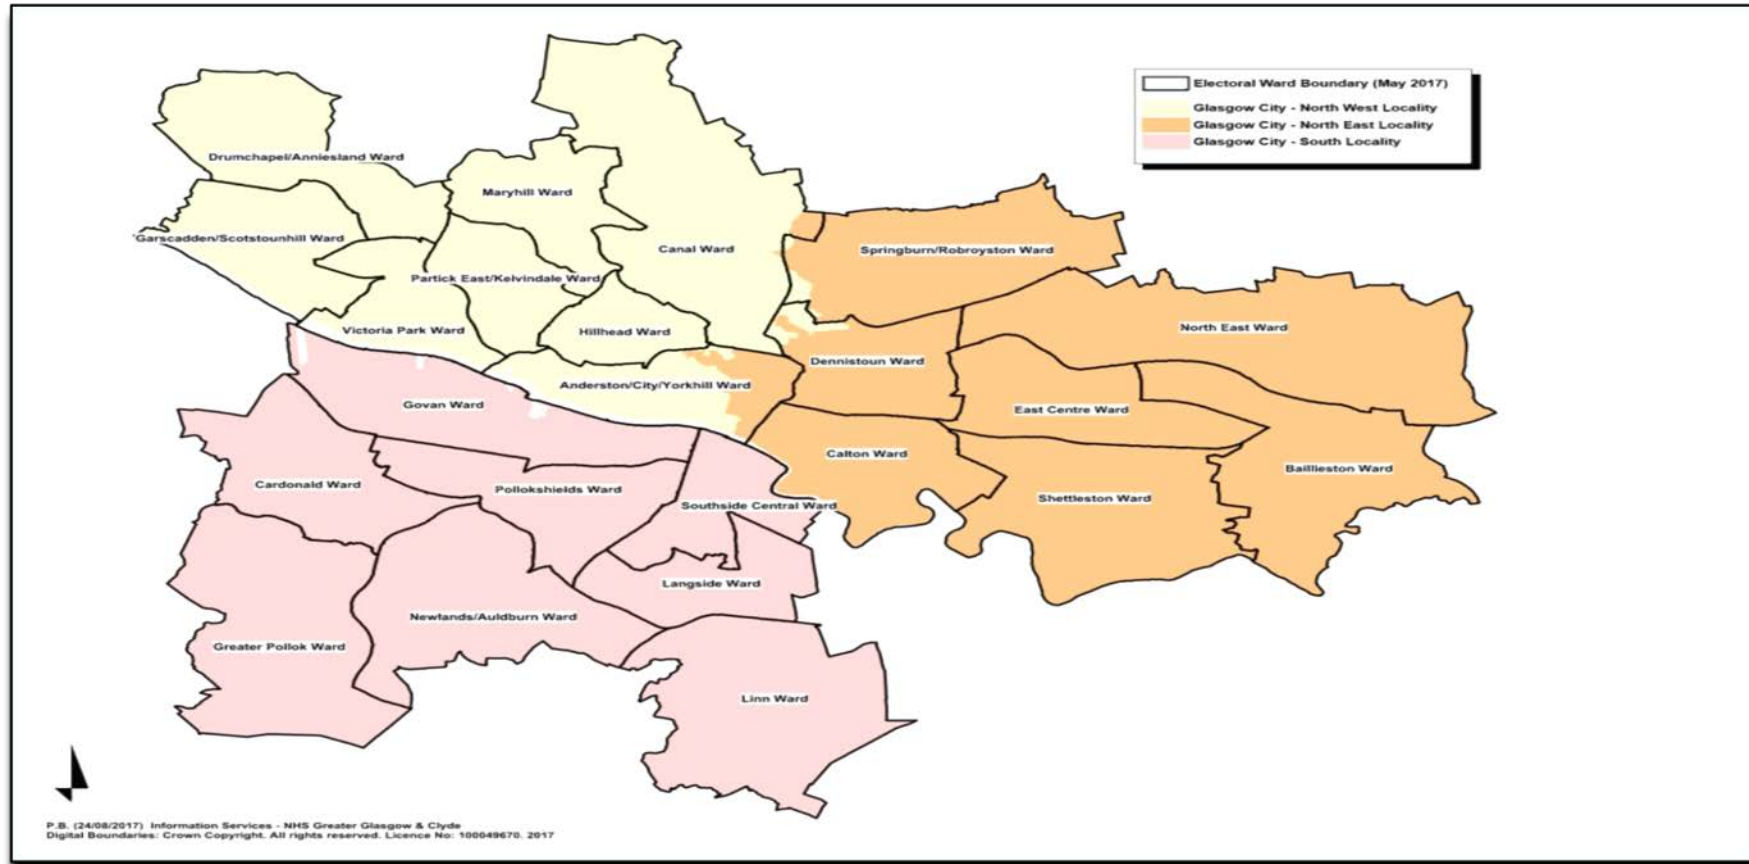 Electoral Ward Boundary (May 2017)
Glasgow City - North West Locality
Glasgow City - North East Locality
Glasgow City - South Locality
Drumchapel/Anniesland Ward
Maryhill Ward
Garscadden/Scotstounhill Ward
Canal Ward
Springburn/Robroyston Ward
Partick East/Kelvindale Ward
Victoria Park Ward
Hillhead Ward
North East Ward
Dennistoun Ward
Anderston/City/Yorkhill Ward
Govan Ward
East Centre Ward
Calton Ward
Baillieston Ward
Cardonald Ward
Pollokshields Ward
Shettleston Ward
Southside Central Ward
Langside Ward
Newlands/Auldburn Ward
Greater Pollok Ward
Linn Ward
P.B. (24/08/2017) Information Services - NHS Greater Glasgow & Clyde
Digital Boundaries: Crown Copyright. All rights reserved. Licence No: 100049670. 2017